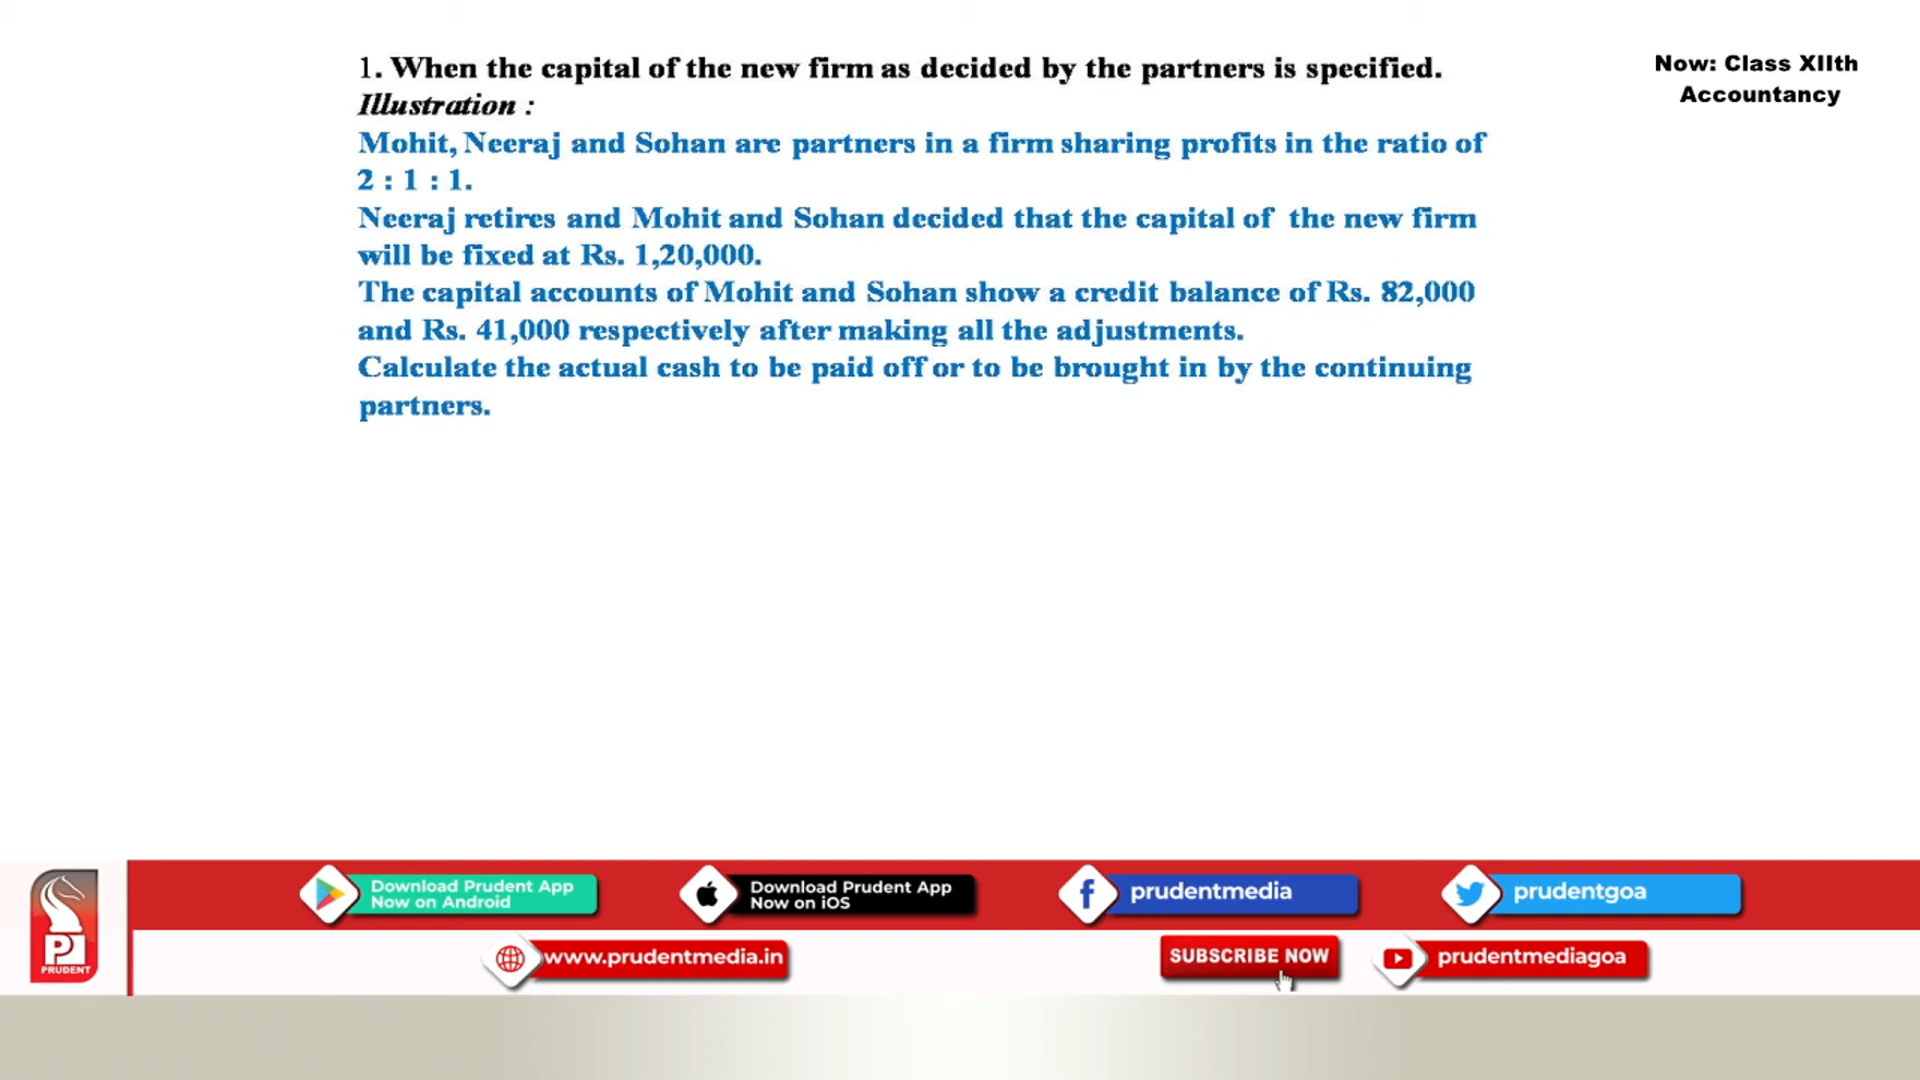 1. When the capital of the new firm as decided by the partners is specified.
Illustration :
Mohit, Neeraj and Sohan are partners in a firm sharing profits in the ratio of
2 : 1 : 1.
Neeraj retires and Mohit and Sohan decided that the capital of the new firm
will be fixed at Rs. 1,20,000.
The capital accounts of Mohit and Sohan show a credit balance of Rs. 82,000
and Rs. 41,000 respectively after making all the adjustments.
Calculate the actual cash to be paid off or to be brought in by the continuing
partners.
Now: Class XIIth
Accountancy
Download Prudent App
Now on Android
Download Prudent App
Now on iOS
prudentmedia
prudentgoa
PRUDENT
www.prudentmedia.in
SUBSCRIBE NOW
prudentmediagoa